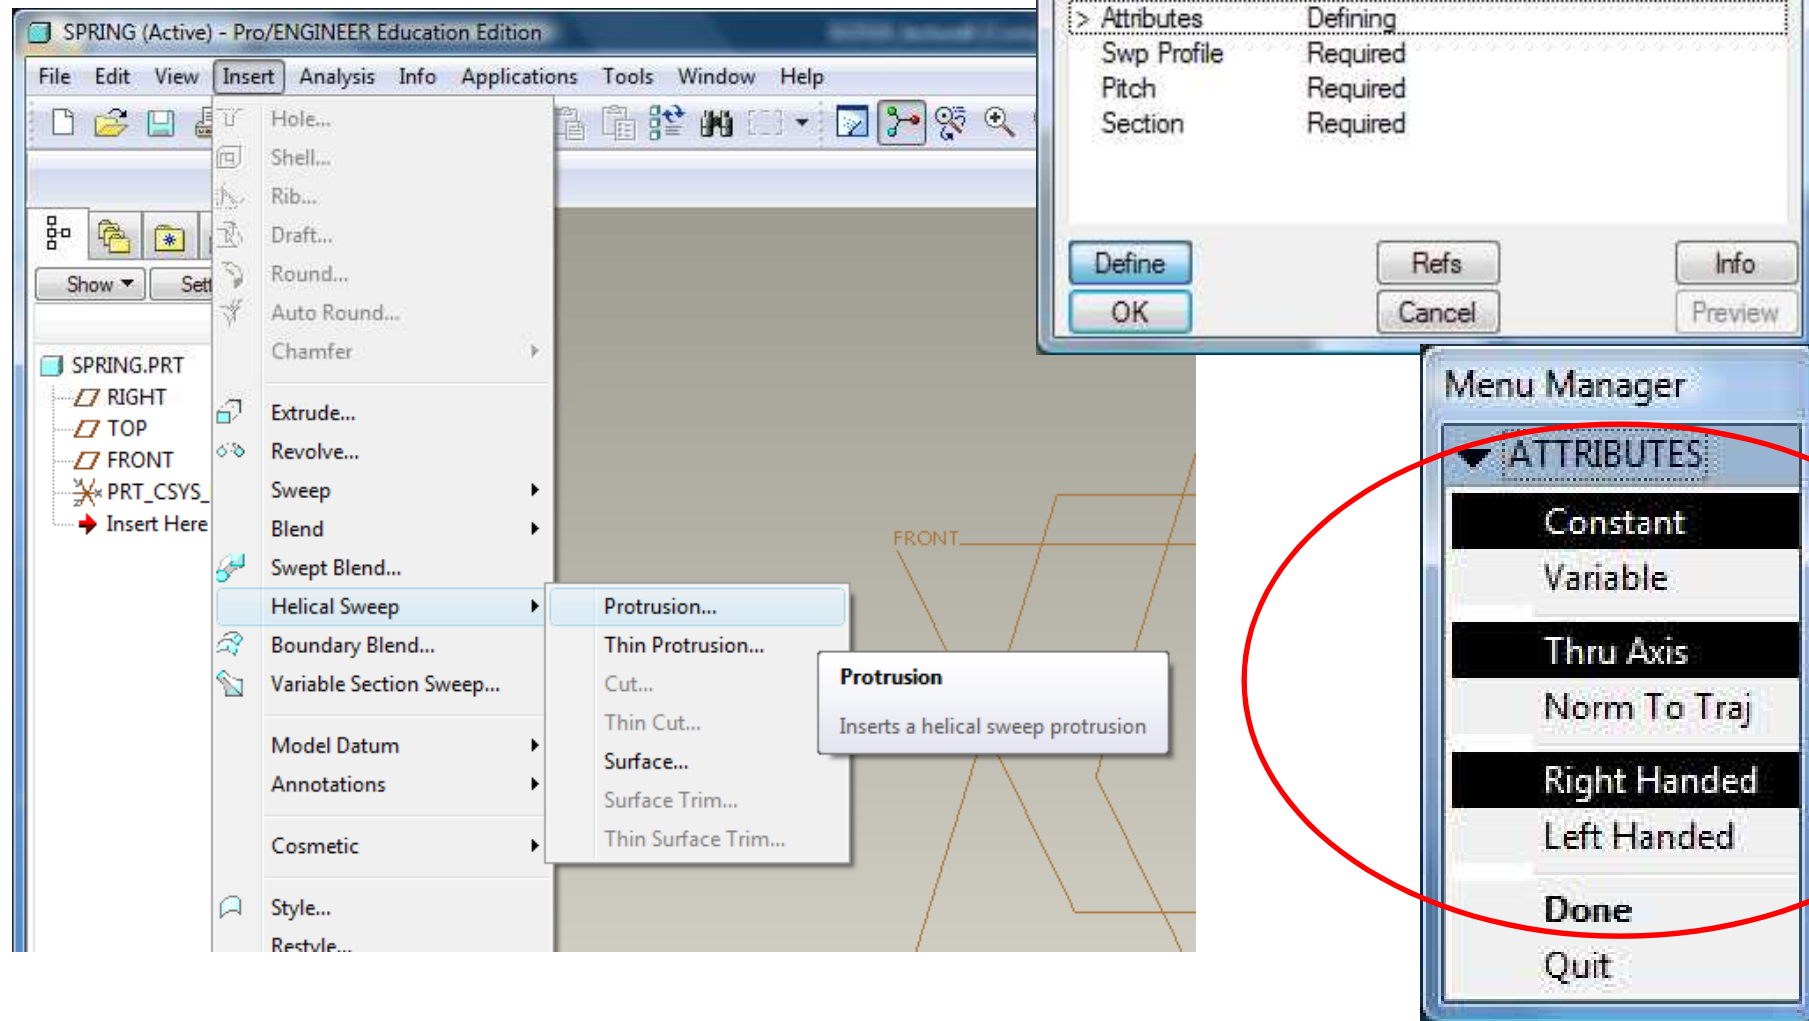 SPRING (Active) - Pro/ENGINEER Education Edition
File Edit View Insert Analysis Info Applications Tools Window Help
Hole...
Shell...
Rib...
Draft...
Round...
Auto Round...
Chamfer
Extrude...
Revolve...
Sweep
Blend
Swept Blend...
Helical Sweep
Boundary Blend...
Variable Section Sweep...
Model Datum
Annotations
Cosmetic
Style...
Restyle...
Show
SPRING.PRT
RIGHT
TOP
FRONT
PRT_CSYS_
Insert Here
Protrusion...
Thin Protrusion...
Cut...
Thin Cut...
Surface...
Surface Trim...
Thin Surface Trim...
Protrusion
Inserts a helical sweep protrusion
FRONT
> Attributes Defining
Swp Profile Required
Pitch Required
Section Required
Define Refs Info
OK Cancel Preview
Menu Manager
ATTRIBUTES
Constant
Variable
Thru Axis
Norm To Traj
Right Handed
Left Handed
Done
Quit